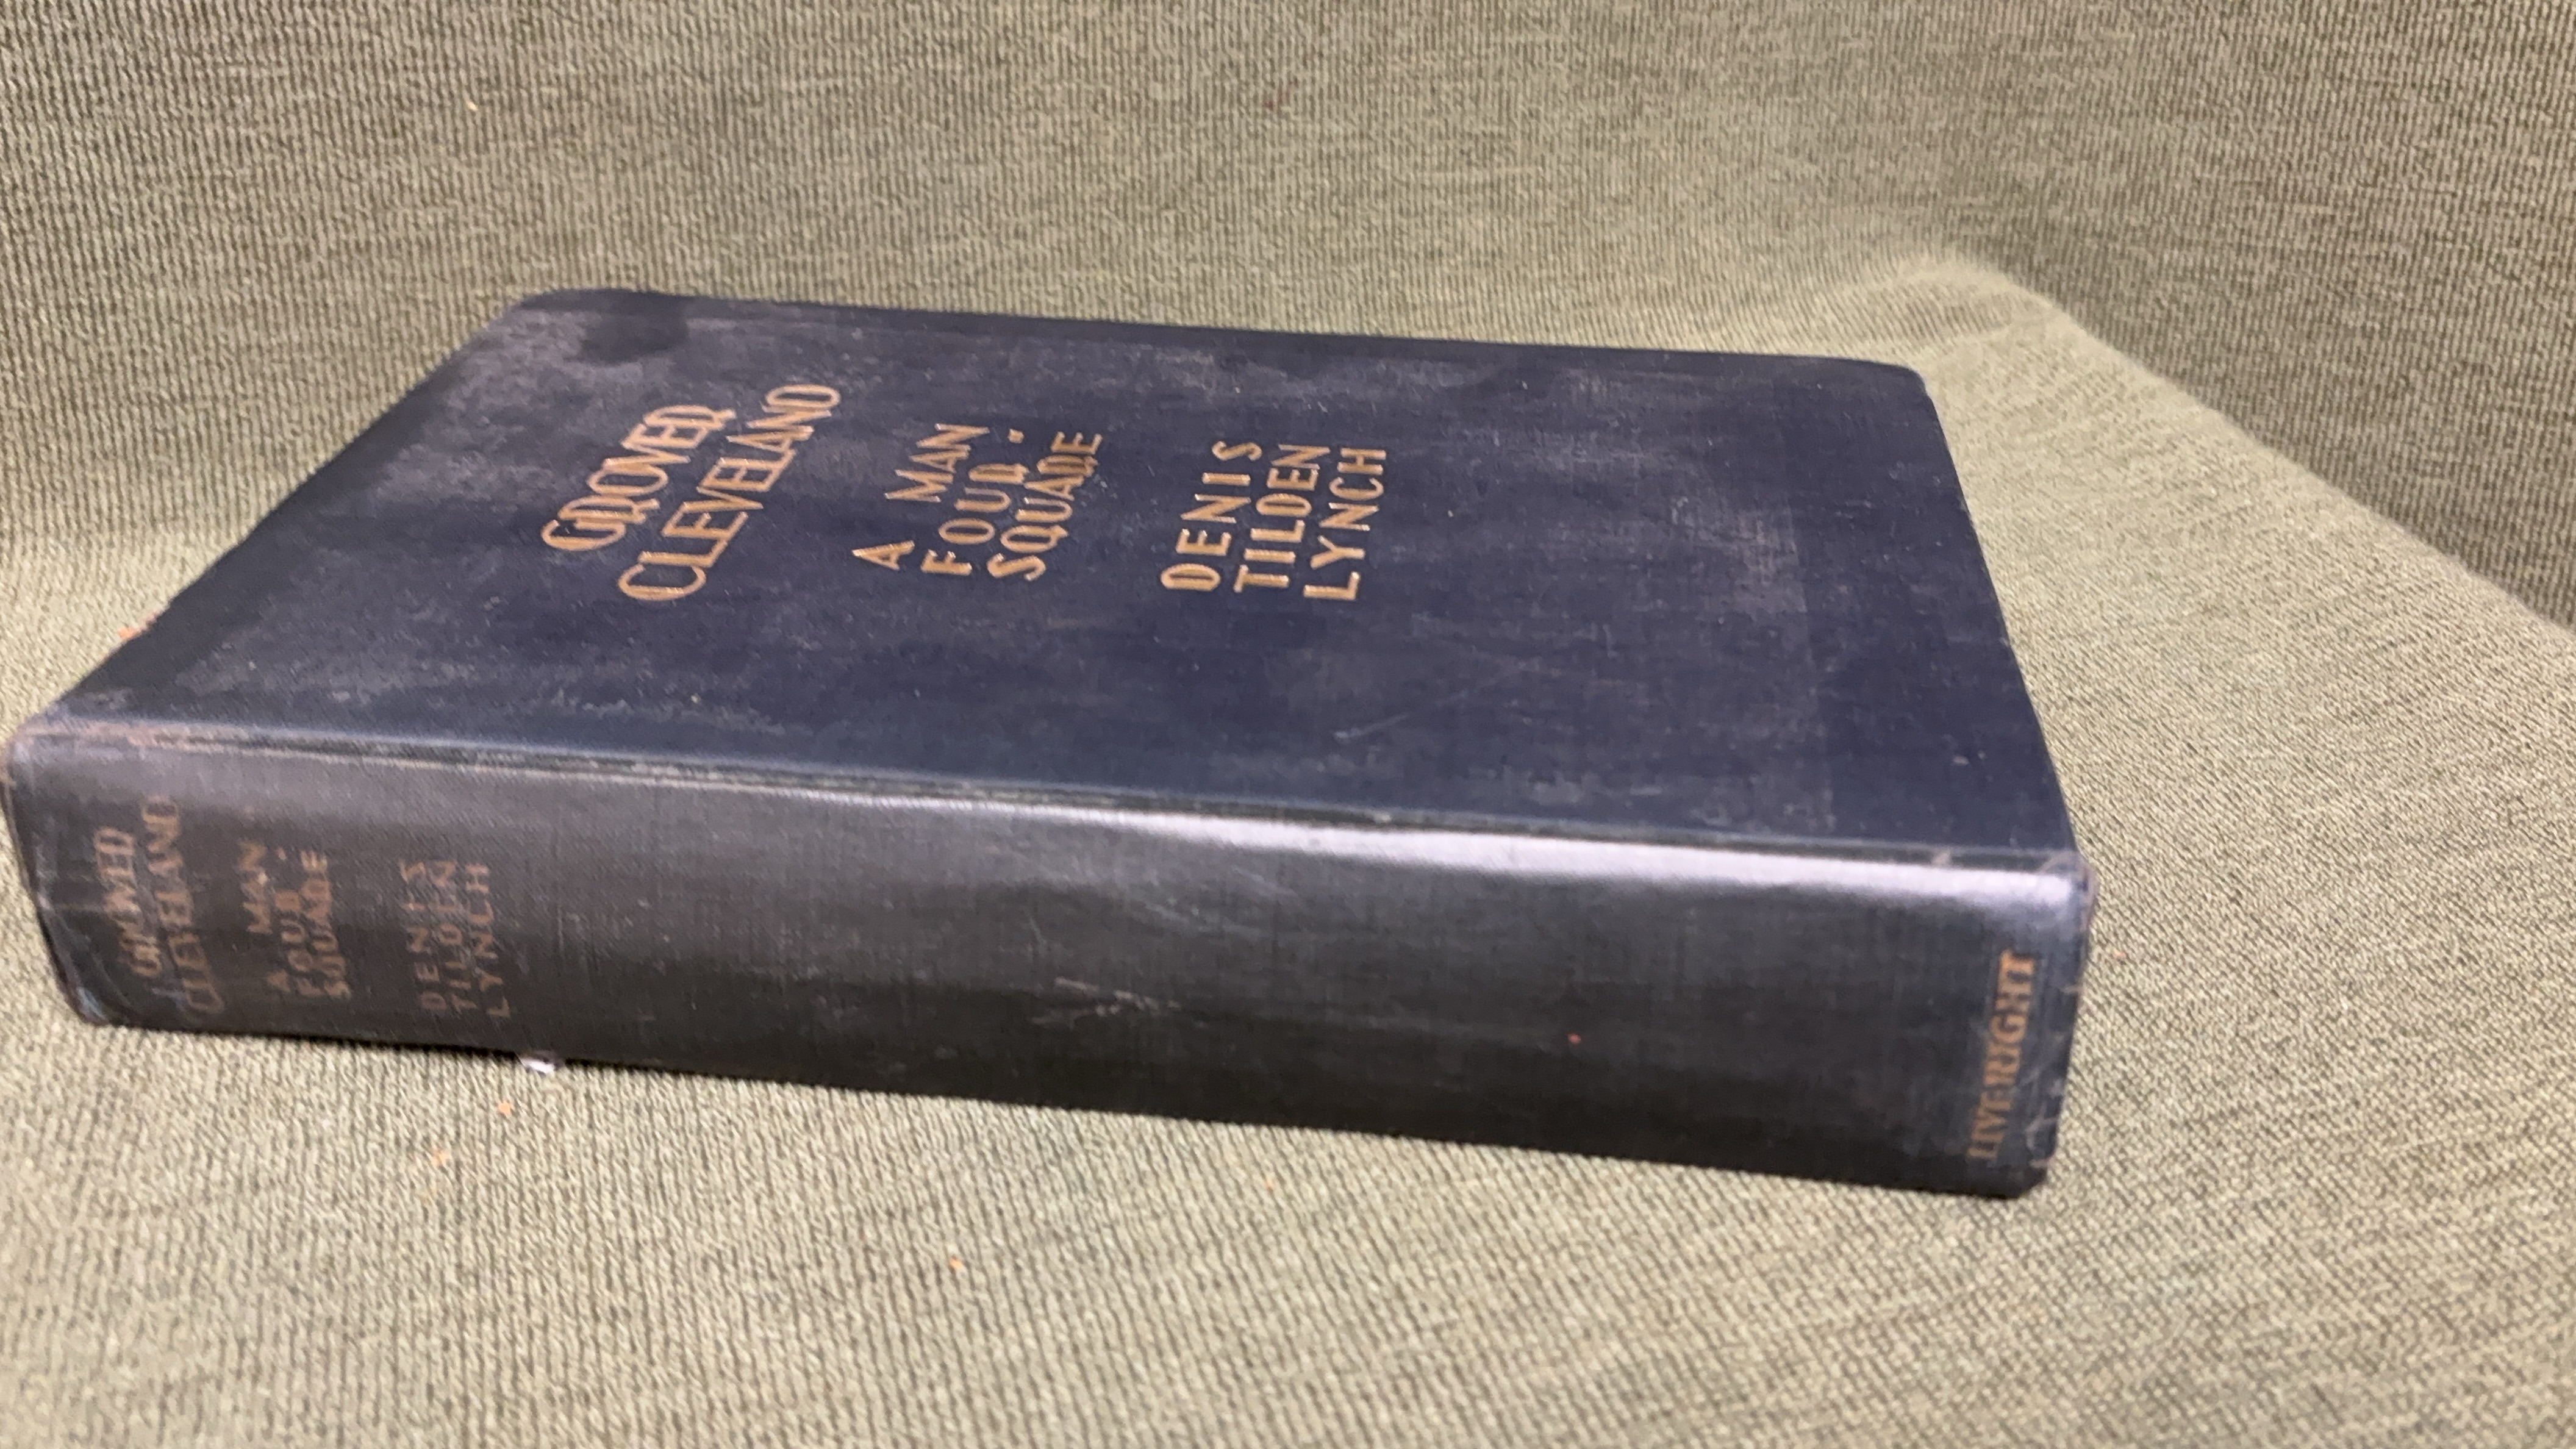 GROVER
CLEVELAND
A MAN
FOUR-
SQUARE
DENIS
TILDEN
LYNCH
GROVER
CLEVELAND
A MAN
FOUR-
SQUARE
DENIS
TILDEN
LYNCH
LIVERIGHT